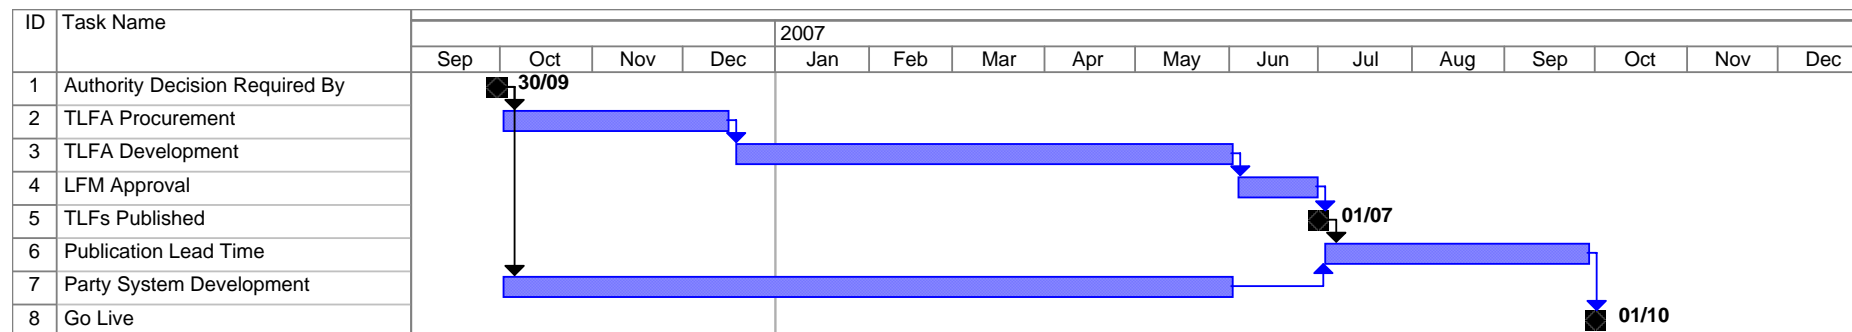 ID Task Name
2007
Sep Oct Nov Dec Jan Feb Mar Apr May Jun Jul Aug Sep Oct Nov Dec
1 Authority Decision Required By 30/09
2 TLFA Procurement
3 TLFA Development
4 LFM Approval
5 TLFs Published 01/07
6 Publication Lead Time
7 Party System Development
8 Go Live 01/10